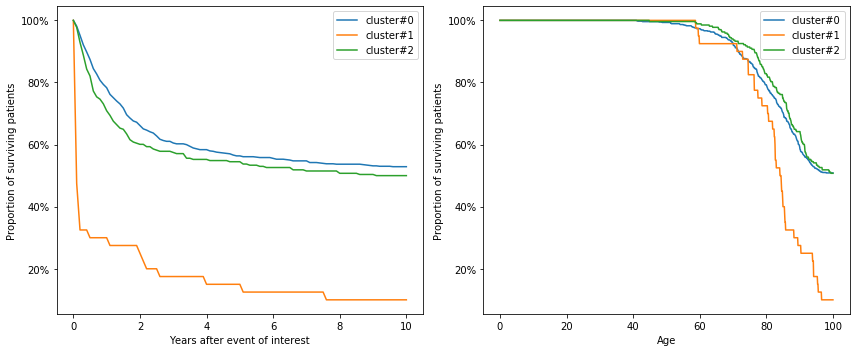 100%
80%
60%
40%
20%
Proportion of surviving patients
0
2
4
6
8
10
Years after event of interest
cluster#0
cluster#1
cluster#2
100%
80%
60%
40%
20%
Proportion of surviving patients
0
20
40
60
80
100
Age
cluster#0
cluster#1
cluster#2